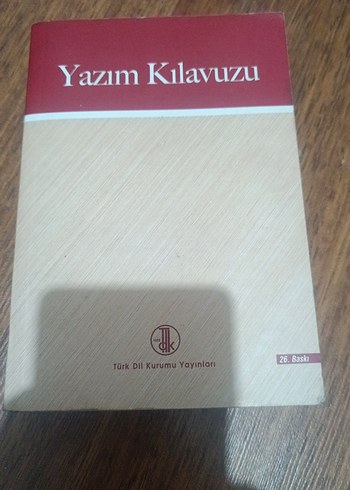 Yazım Kılavuzu
Türk Dil Kurumu Yayınları
26. Baskı